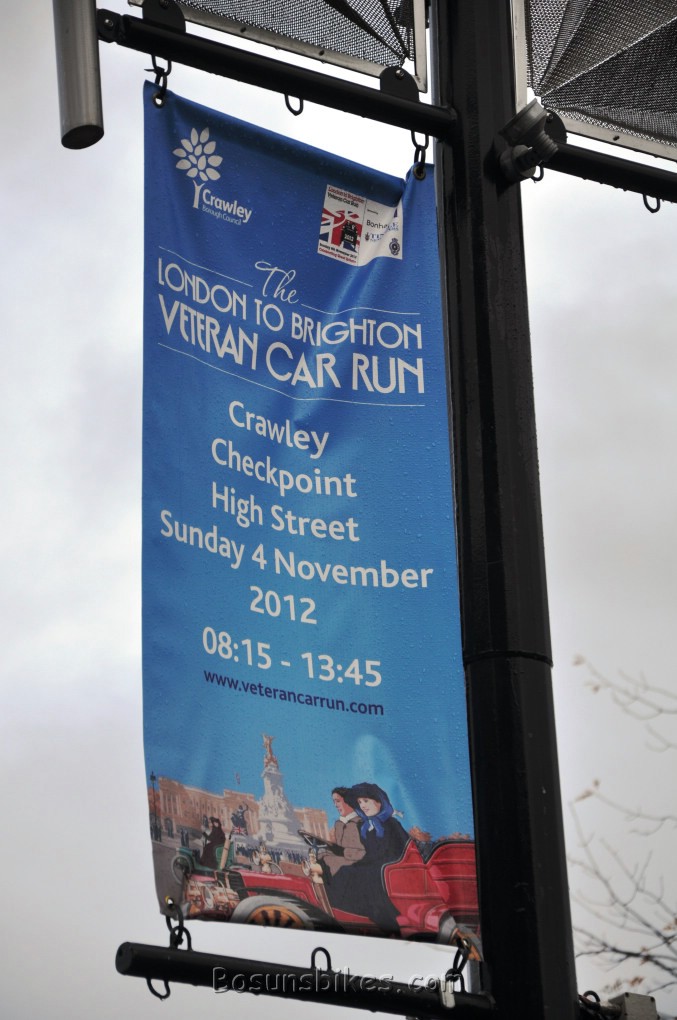 Crawley
Borough Council
The
LONDON TO BRIGHTON
VETERAN CAR RUN
Crawley
Checkpoint
High Street
Sunday 4 November
2012
08:15 - 13:45
www.veterancarrun.com
Bosunsbikes.com